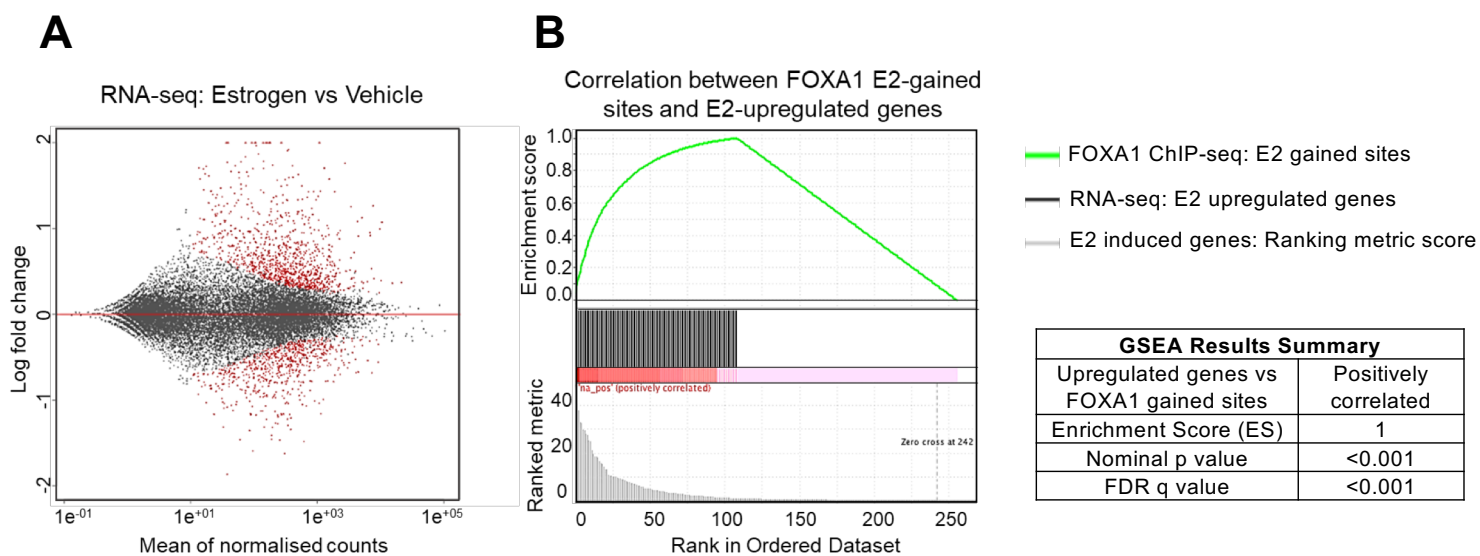 A
RNA-seq: Estrogen vs Vehicle
Log fold change
2
1
0
-1
-2
1e-01
1e+01
1e+03
1e+05
Mean of normalised counts
B
Correlation between FOXA1 E2-gained
sites and E2-upregulated genes
Enrichment score
1.0
0.8
0.6
0.4
0.2
0.0
'na_pos' (positively correlated)
Ranked metric
40
20
0
Zero cross at 242
0
50
100
150
200
250
Rank in Ordered Dataset
FOXA1 ChIP-seq: E2 gained sites
RNA-seq: E2 upregulated genes
E2 induced genes: Ranking metric score
GSEA Results Summary
Upregulated genes vs
FOXA1 gained sites
Positively
correlated
Enrichment Score (ES)
1
Nominal p value
<0.001
FDR q value
<0.001